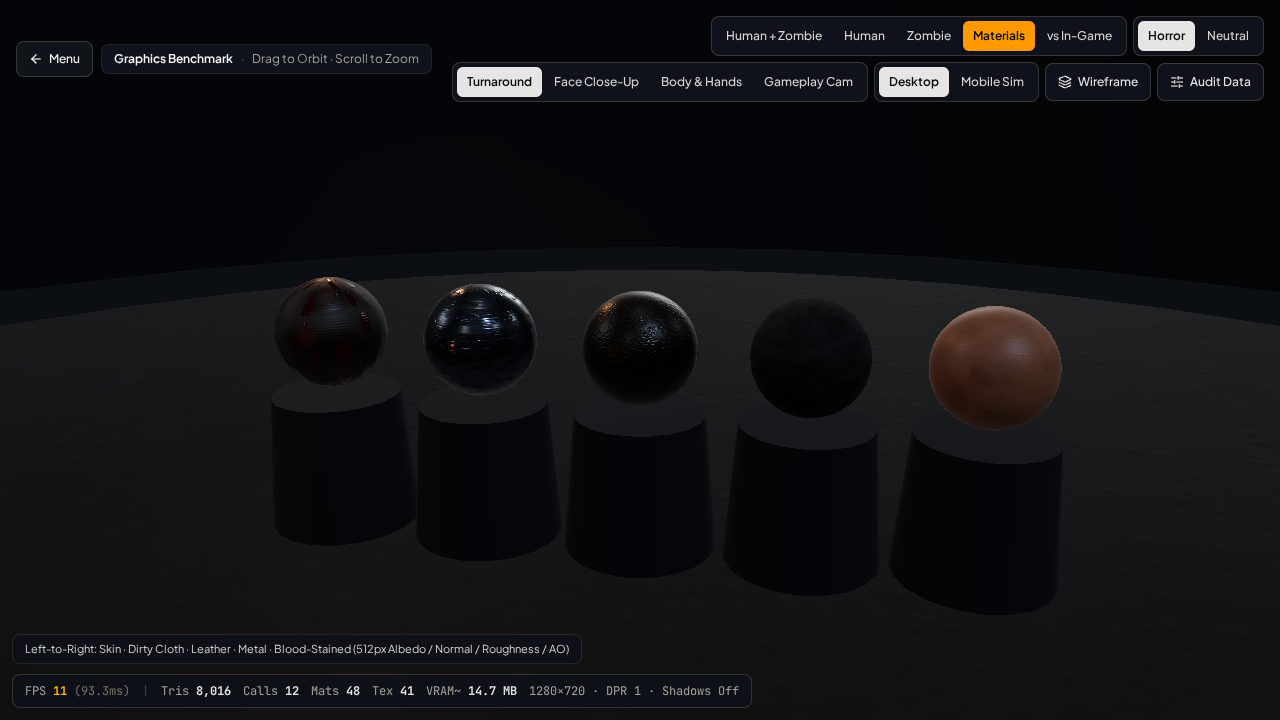 Menu
Graphics Benchmark · Drag to Orbit · Scroll to Zoom
Human + Zombie Human Zombie Materials vs In-Game
Horror Neutral
Turnaround Face Close-Up Body & Hands Gameplay Cam
Desktop Mobile Sim
Wireframe
Audit Data
Left-to-Right: Skin · Dirty Cloth · Leather · Metal · Blood-Stained (512px Albedo / Normal / Roughness / AO)
FPS 11 (93.3ms) | Tris 8,016 Calls 12 Mats 48 Tex 41 VRAM~ 14.7 MB 1280×720 · DPR 1 · Shadows Off